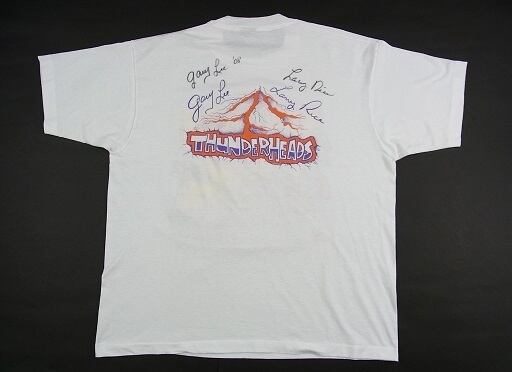 Gary Lee '08
Larry Rice
Gary Lee
Larry Rice
THUNDERHEADS